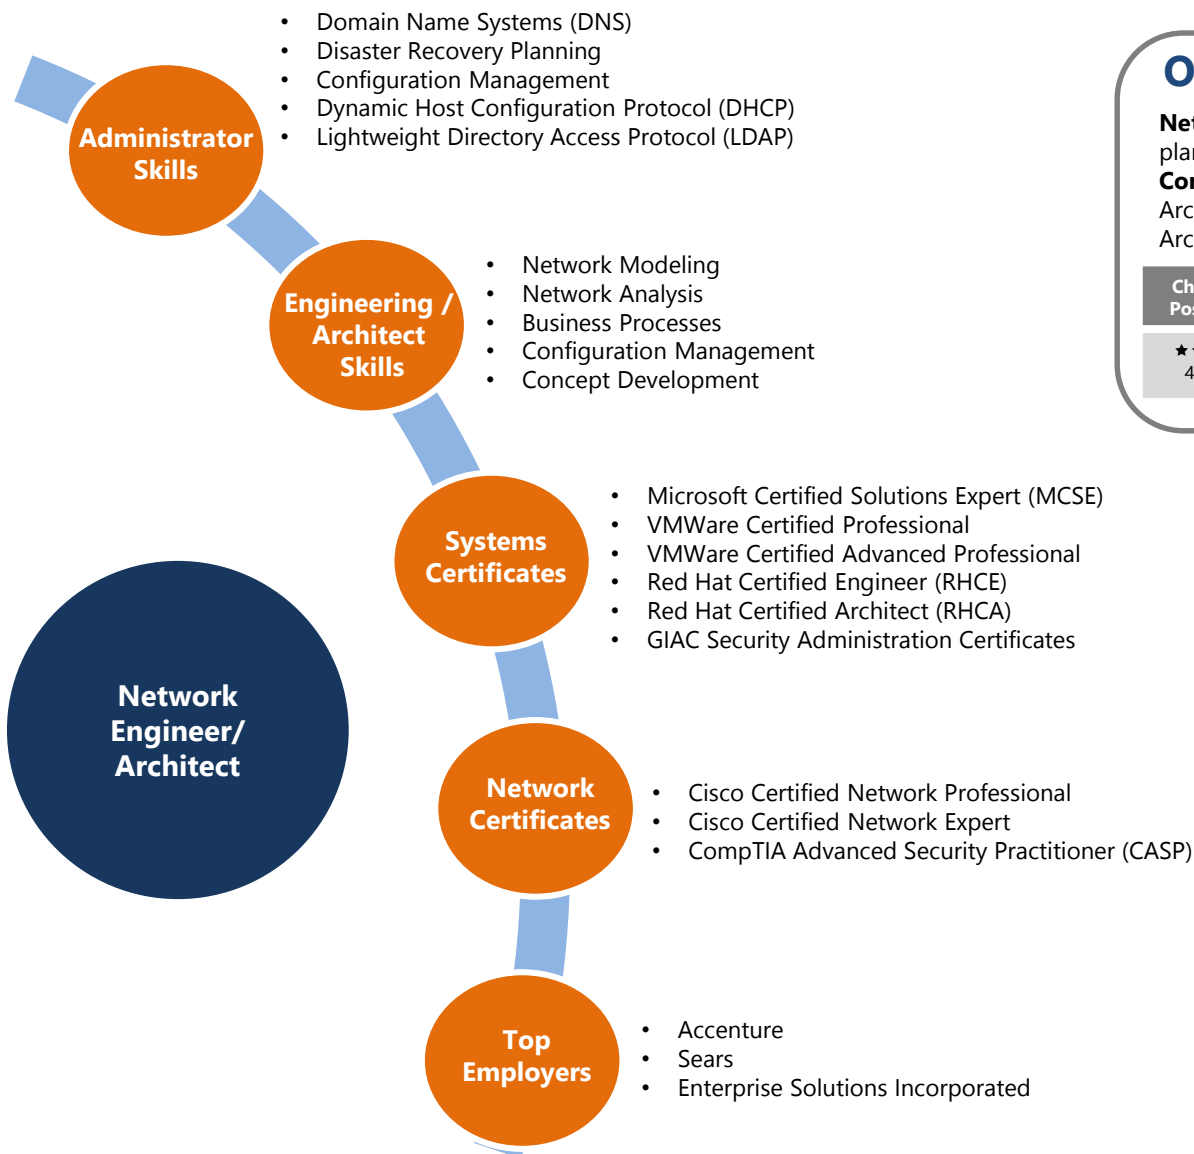 • Domain Name Systems (DNS)
• Disaster Recovery Planning
• Configuration Management
• Dynamic Host Configuration Protocol (DHCP)
• Lightweight Directory Access Protocol (LDAP)
Administrator
Skills
• Network Modeling
• Network Analysis
• Business Processes
• Configuration Management
• Concept Development
Engineering /
Architect
Skills
• Microsoft Certified Solutions Expert (MCSE)
• VMWare Certified Professional
• VMWare Certified Advanced Professional
• Red Hat Certified Engineer (RHCE)
• Red Hat Certified Architect (RHCA)
• GIAC Security Administration Certificates
Systems
Certificates
Network
Engineer/
Architect
Network
Certificates
• Cisco Certified Network Professional
• Cisco Certified Network Expert
• CompTIA Advanced Security Practitioner (CASP)
Top
Employers
• Accenture
• Sears
• Enterprise Solutions Incorporated